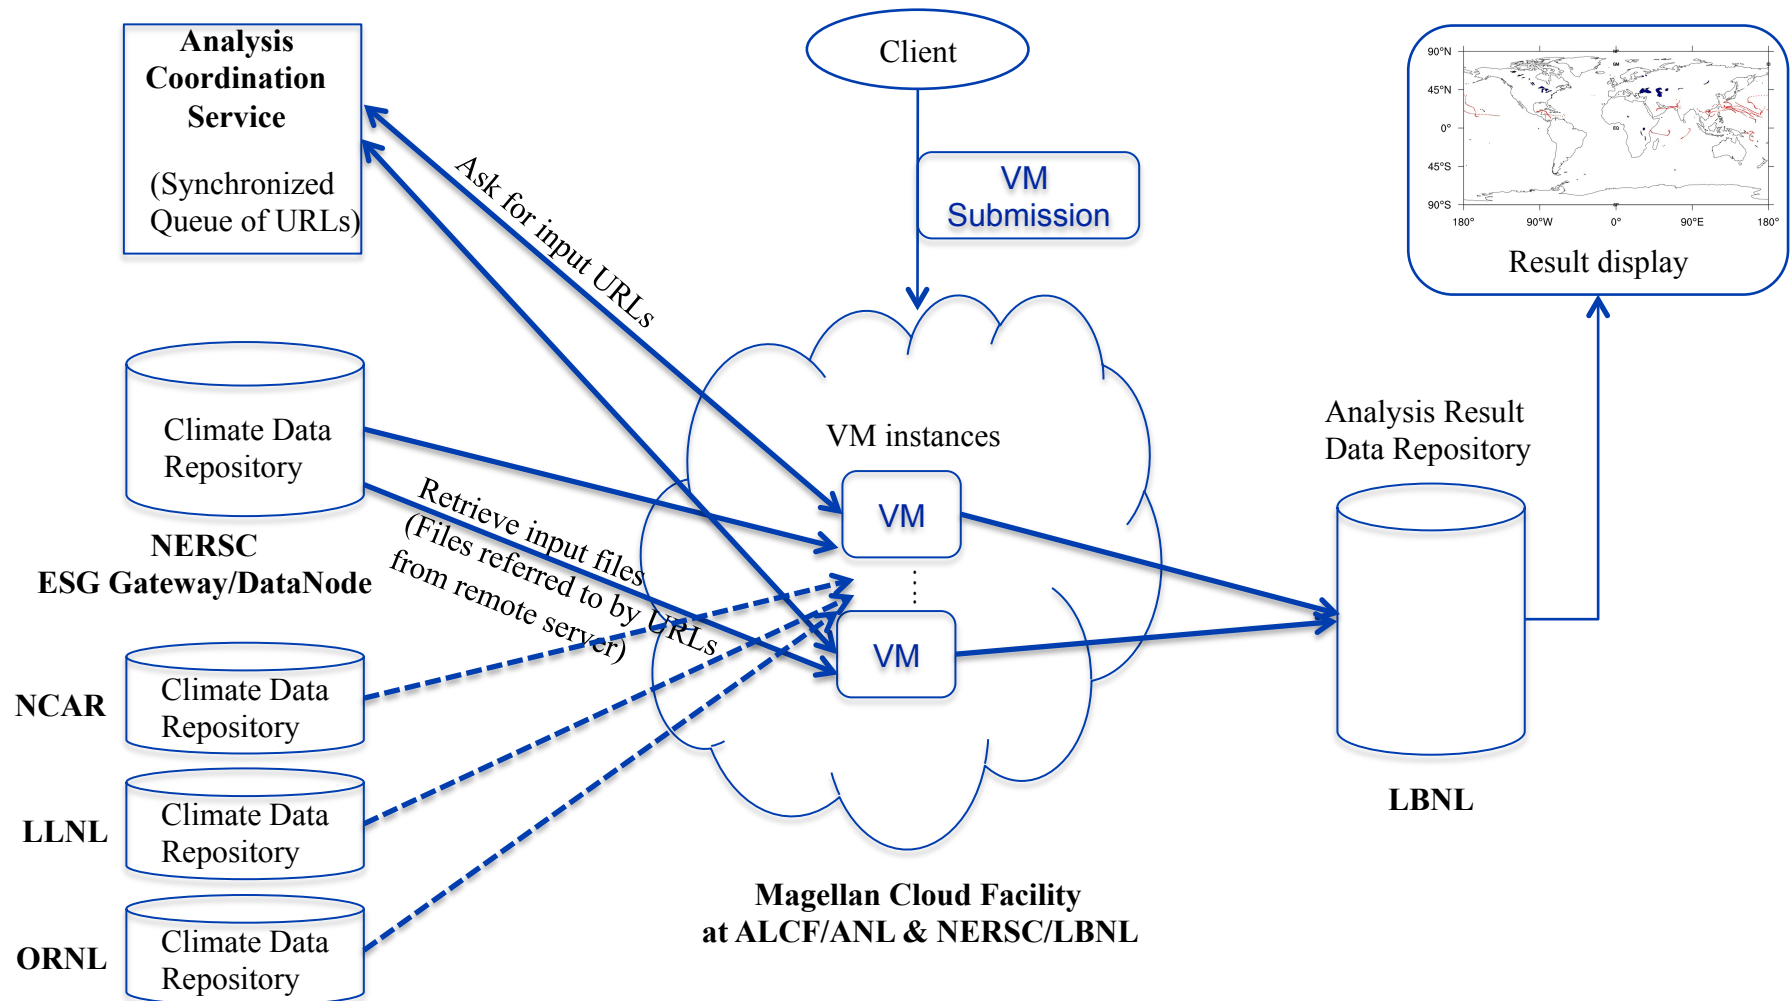 Analysis
Coordination
Service
(Synchronized
Queue of URLs)
Client
VM
Submission
90°N
45°N
0°
45°S
90°S
180°
90°W
0°
90°E
180°
GM
EQ
Result display
Ask for input URLs
Climate Data
Repository
NERSC
ESG Gateway/DataNode
Retrieve input files
(Files referred to by URLs
from remote server)
VM instances
VM
VM
Analysis Result
Data Repository
LBNL
NCAR
Climate Data
Repository
LLNL
Climate Data
Repository
ORNL
Climate Data
Repository
Magellan Cloud Facility
at ALCF/ANL & NERSC/LBNL